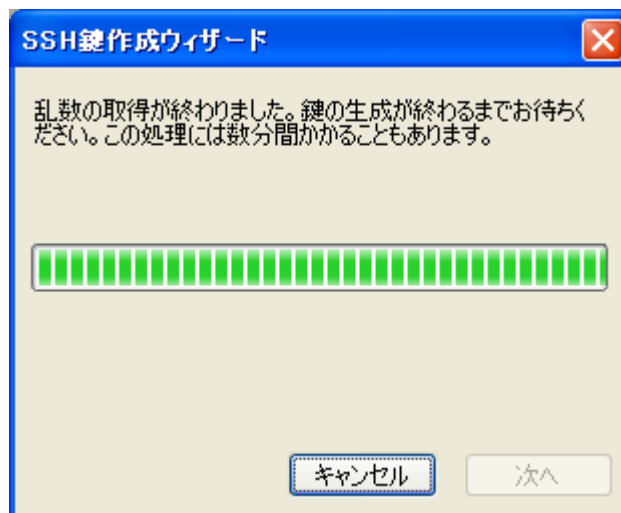 SSH鍵作成ウィザード
乱数の取得が終わりました。鍵の生成が終わるまでお待ちく
ださい。この処理には数分間かかることもあります。
キャンセル
次へ